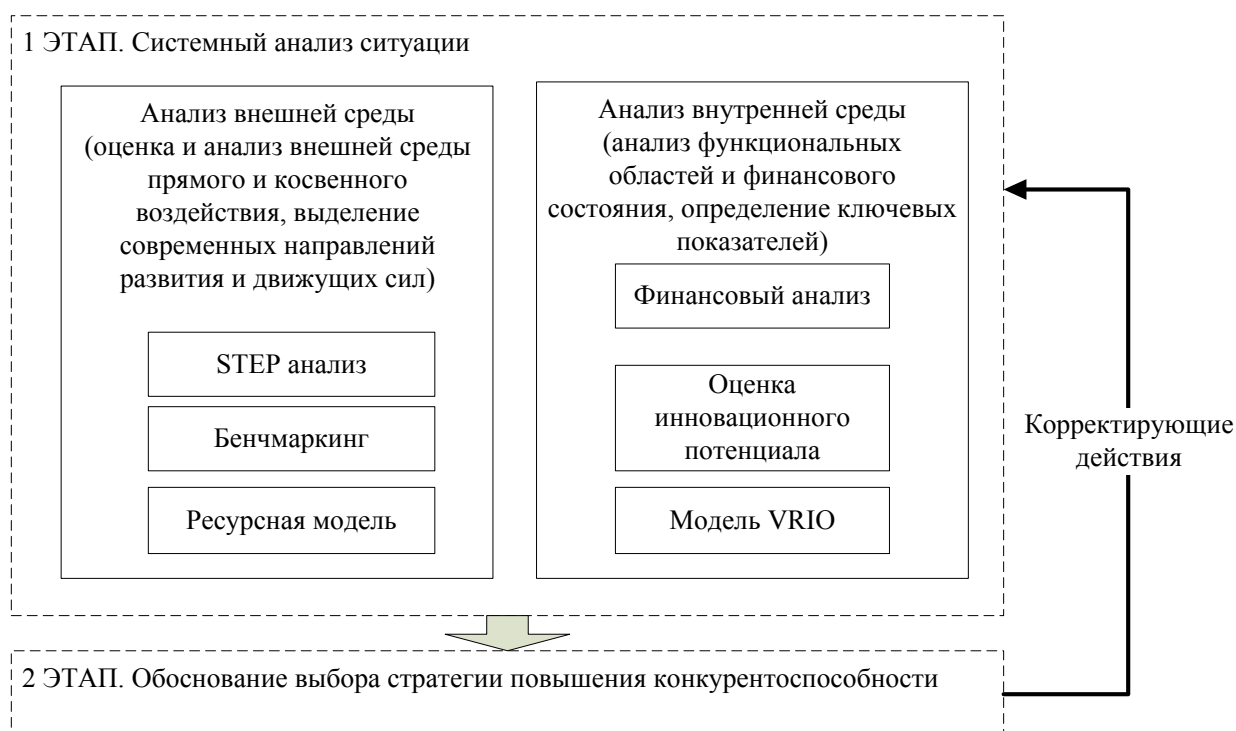 1 ЭТАП. Системный анализ ситуации
Анализ внешней среды
(оценка и анализ внешней среды
прямого и косвенного
воздействия, выделение
современных направлений
развития и движущих сил)
STEP анализ
Бенчмаркинг
Ресурсная модель
Анализ внутренней среды
(анализ функциональных
областей и финансового
состояния, определение ключевых
показателей)
Финансовый анализ
Оценка
инновационного
потенциала
Модель VRIO
Корректирующие
действия
2 ЭТАП. Обоснование выбора стратегии повышения конкурентоспособности